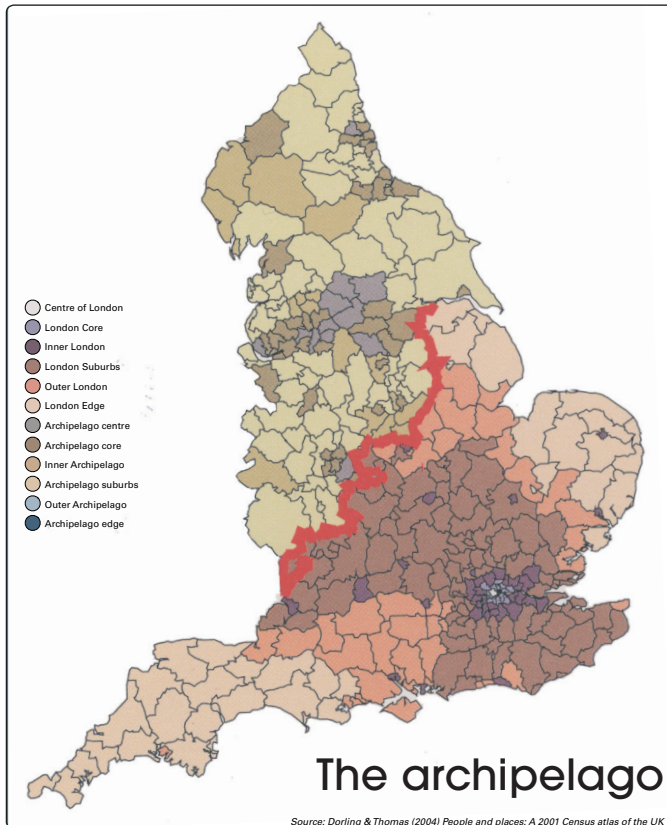 Centre of London
London Core
Inner London
London Suburbs
Outer London
London Edge
Archipelago centre
Archipelago core
Inner Archipelago
Archipelago suburbs
Outer Archipelago
Archipelago edge
The archipelago
Source: Dorling & Thomas (2004) People and places: A 2001 Census atlas of the UK